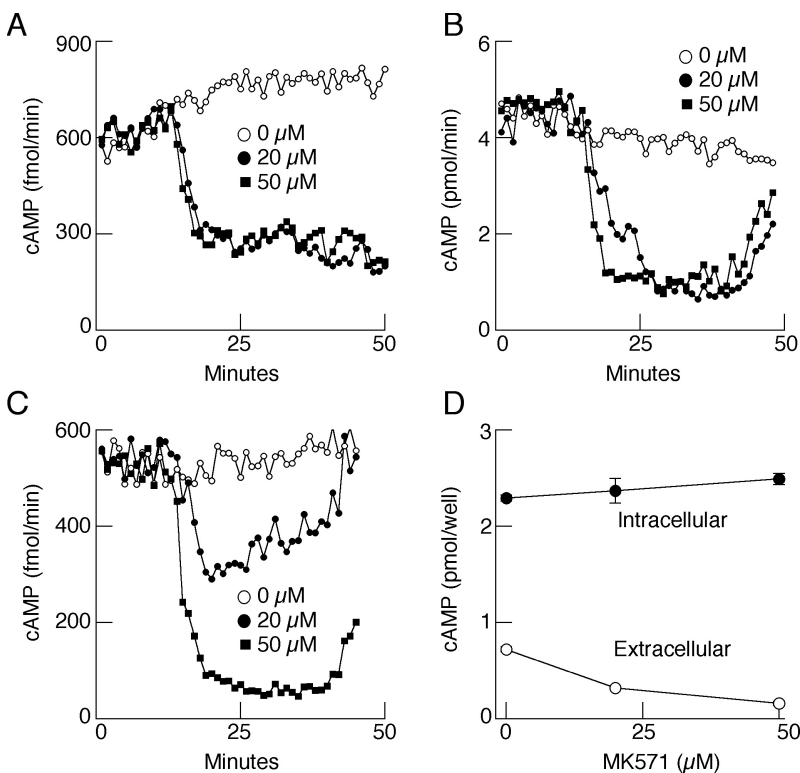 A
900
600
300
0
cAMP (fmol/min)
0 µM
20 µM
50 µM
0
25
50
Minutes
B
6
4
2
0
cAMP (pmol/min)
0 µM
20 µM
50 µM
0
25
50
Minutes
C
600
400
200
0
cAMP (fmol/min)
0 µM
20 µM
50 µM
0
25
50
Minutes
D
3
2
1
0
cAMP (pmol/well)
Intracellular
Extracellular
0
25
50
MK571 (µM)